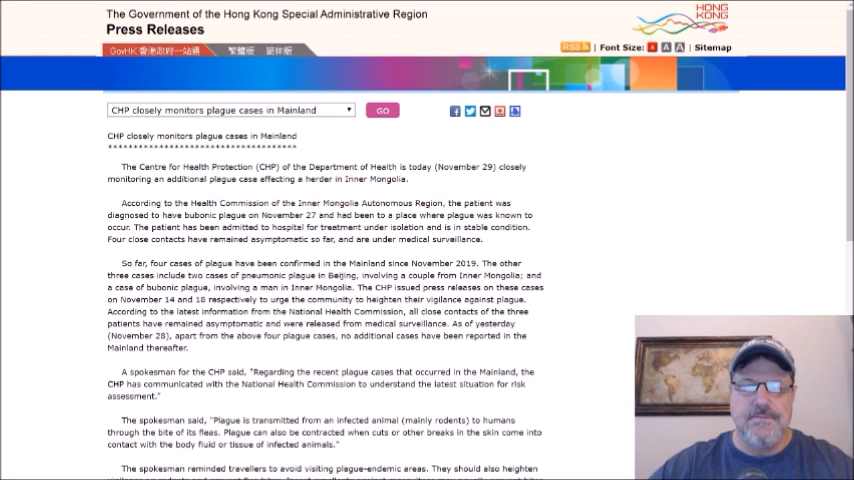 The Government of the Hong Kong Special Administrative Region
Press Releases
HONG
KONG
GovHK 香港政府一站通
繁體版
RSS
| Font Size: A A A | Sitemap
CHP closely monitors plague cases in Mainland
GO
CHP closely monitors plague cases in Mainland
******************************************
The Centre for Health Protection (CHP) of the Department of Health is today (November 29) closely
monitoring an additional plague case affecting a herder in Inner Mongolia.
According to the Health Commission of the Inner Mongolia Autonomous Region, the patient was
diagnosed to have bubonic plague on November 27 and had been to a place where plague was known to
occur. The patient has been admitted to hospital for treatment under isolation and is in stable condition.
Four close contacts have remained asymptomatic so far, and are under medical surveillance.
So far, four cases of plague have been confirmed in the Mainland since November 2019. The other
three cases include two cases of pneumonic plague in Beijing, involving a couple from Inner Mongolia; and
a case of bubonic plague, involving a man in Inner Mongolia. The CHP issued press releases on these cases
on November 14 and 18 respectively to urge the community to heighten their vigilance against plague.
According to the latest information from the National Health Commission, all close contacts of the three
patients have remained asymptomatic and were released from medical surveillance. As of yesterday
(November 28), apart from the above four plague cases, no additional cases have been reported in the
Mainland thereafter.
A spokesman for the CHP said, "Regarding the recent plague cases that occurred in the Mainland, the
CHP has communicated with the National Health Commission to understand the latest situation for risk
assessment."
The spokesman said, "Plague is transmitted from an infected animal (mainly rodents) to humans
through the bite of its fleas. Plague can also be contracted when cuts or other breaks in the skin come into
contact with the body fluid or tissue of infected animals."
The spokesman reminded travellers to avoid visiting plague-endemic areas. They should also heighten